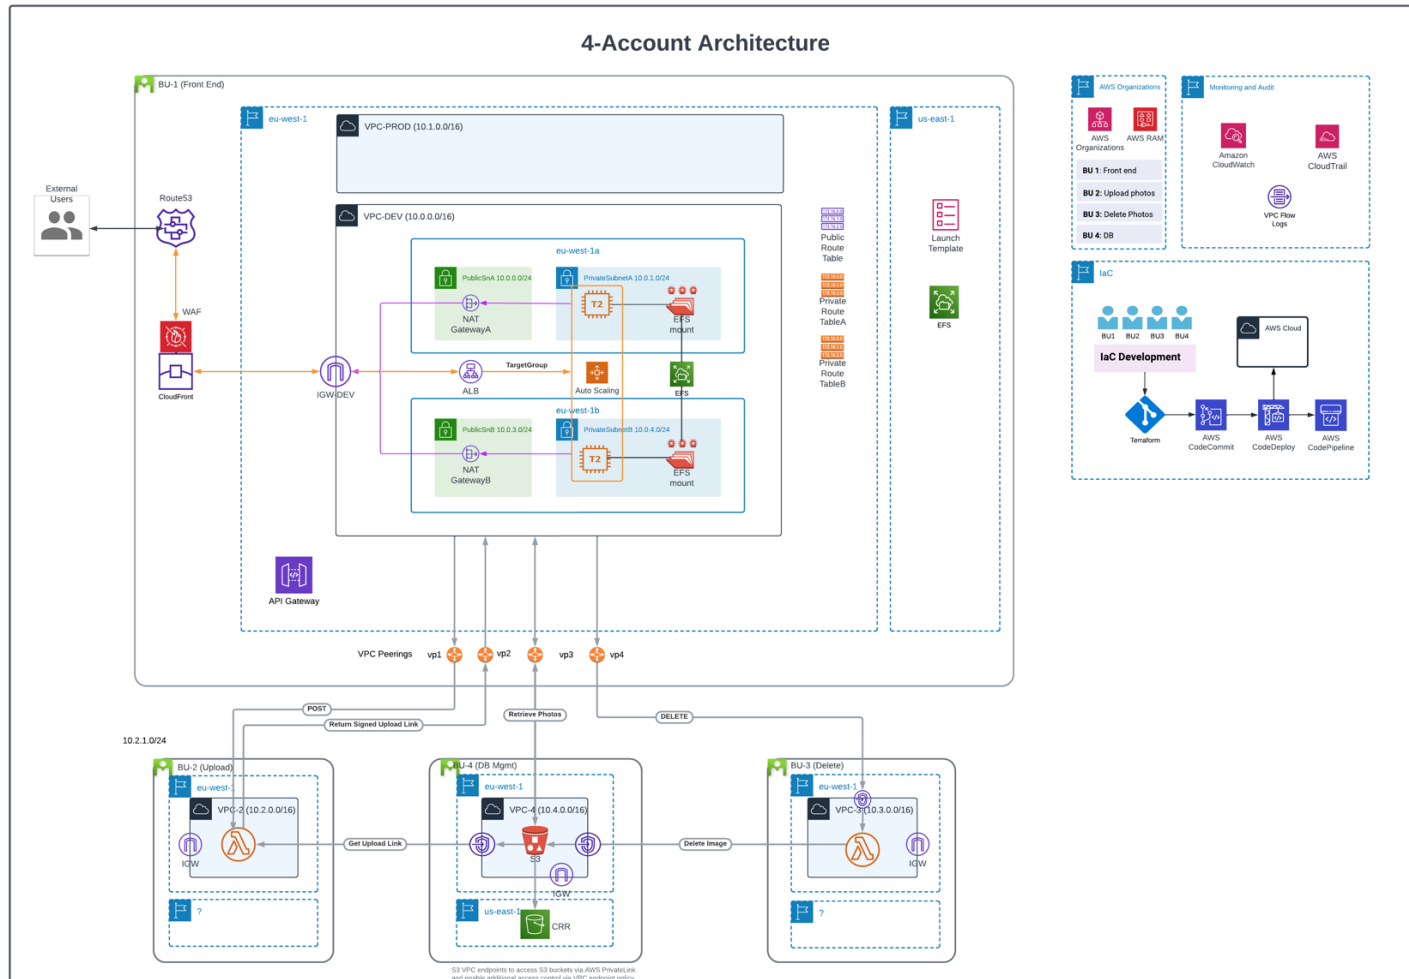 4-Account Architecture
BU-1 (Front End)
eu-west-1
VPC-PROD (10.1.0.0/16)
us-east-1
External
Users
Route53
WAF
CloudFront
VPC-DEV (10.0.0.0/16)
eu-west-1a
PublicSnA 10.0.0.0/24
PrivateSubnetA 10.0.1.0/24
NAT
GatewayA
T2
EFS
mount
IGW-DEV
ALB
TargetGroup
Auto Scaling
EFS
eu-west-1b
PublicSnB 10.0.3.0/24
PrivateSubnetB 10.0.4.0/24
NAT
GatewayB
T2
EFS
mount
Public
Route
Table
Private
Route
TableA
Private
Route
TableB
Launch
Template
EFS
API Gateway
VPC Peerings
vp1
vp2
vp3
vp4
AWS Organizations
AWS
Organizations
AWS RAM
BU 1: Front end
BU 2: Upload photos
BU 3: Delete Photos
BU 4: DB
Monitoring and Audit
Amazon
CloudWatch
AWS
CloudTrail
VPC Flow
Logs
IaC
BU1
BU2
BU3
BU4
IaC Development
AWS Cloud
Terraform
AWS
CodeCommit
AWS
CodeDeploy
AWS
CodePipeline
POST
Return Signed Upload Link
Retrieve Photos
DELETE
10.2.1.0/24
BU-2 (Upload)
eu-west-1
VPC-2 (10.2.0.0/16)
IGW
?
Get Upload Link
BU-4 (DB Mgmt)
eu-west-1
VPC-4 (10.4.0.0/16)
S3
IGW
us-east-1
CRR
Delete Image
BU-3 (Delete)
eu-west-1
VPC-3 (10.3.0.0/16)
IGW
?
S3 VPC endpoints to access S3 buckets via AWS PrivateLink
and enable additional access control via VPC endpoint policy